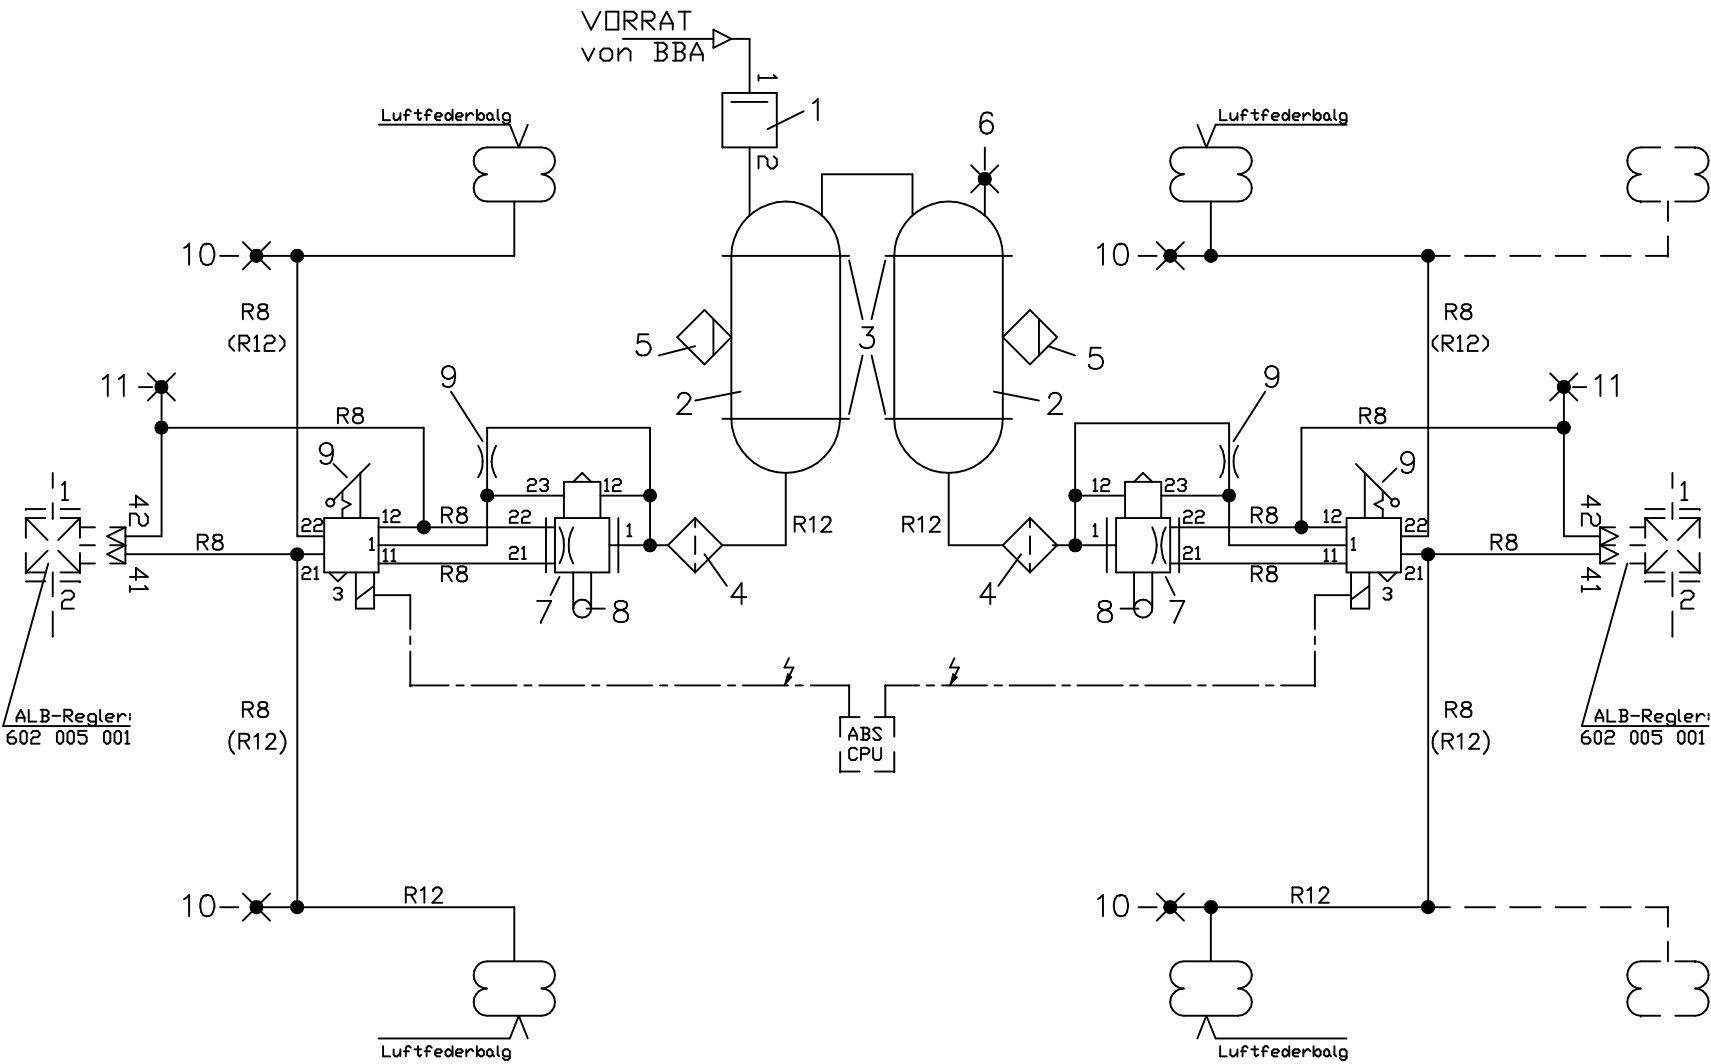 VORRAT
von BBA
1
1
2
6
Luftfederbalg
Luftfederbalg
10
10
R8
(R12)
R8
(R12)
5
3
5
2
2
11
R8
9
9
R8
11
9
9
1
42
22
12
1
11
21
3
R8
R8
R8
23
12
22
21
1
R12
R12
12
23
1
22
21
R8
R8
12
1
11
22
21
3
R8
42
1
41
2
7
8
4
4
8
7
41
2
ALB-Regler:
602 005 001
R8
(R12)
ABS
CPU
R8
(R12)
ALB-Regler:
602 005 001
10
R12
10
R12
Luftfederbalg
Luftfederbalg